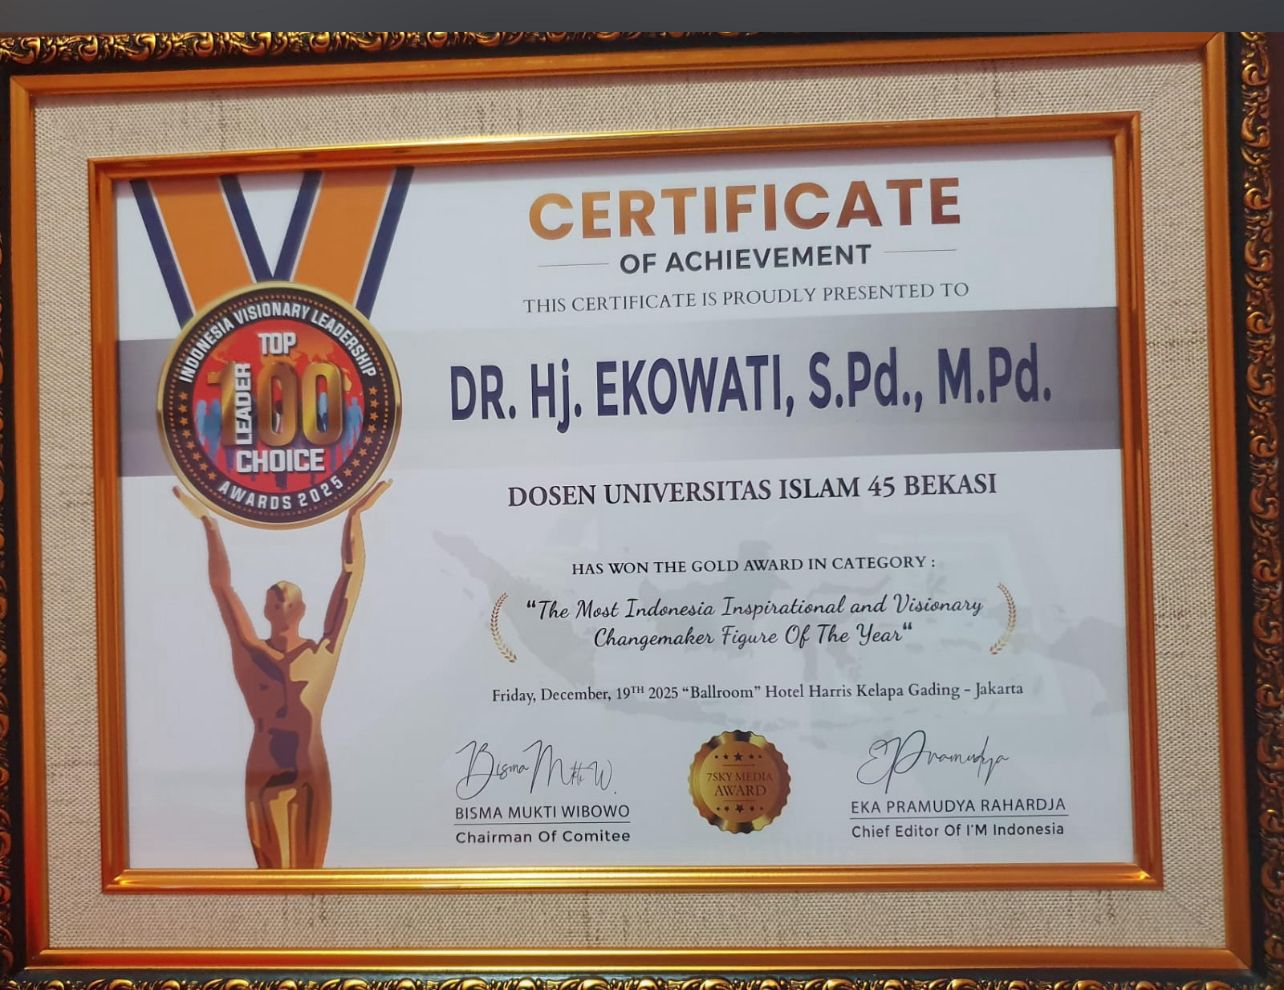 CERTIFICATE
OF ACHIEVEMENT
THIS CERTIFICATE IS PROUDLY PRESENTED TO
INDONESIA VISIONARY LEADERSHIP
TOP
100
LEADER
CHOICE
AWARDS 2025
DR. Hj. EKOWATI, S.Pd., M.Pd.
DOSEN UNIVERSITAS ISLAM 45 BEKASI
HAS WON THE GOLD AWARD IN CATEGORY :
“The Most Indonesia Inspirational and Visionary
Changemaker Figure Of The Year“
Friday, December, 19TH 2025 “Ballroom” Hotel Harris Kelapa Gading - Jakarta
Bisma Mukti W.
EPramudya
7SKY MEDIA
AWARD
BISMA MUKTI WIBOWO
Chairman Of Comitee
EKA PRAMUDYA RAHARDJA
Chief Editor Of I'M Indonesia